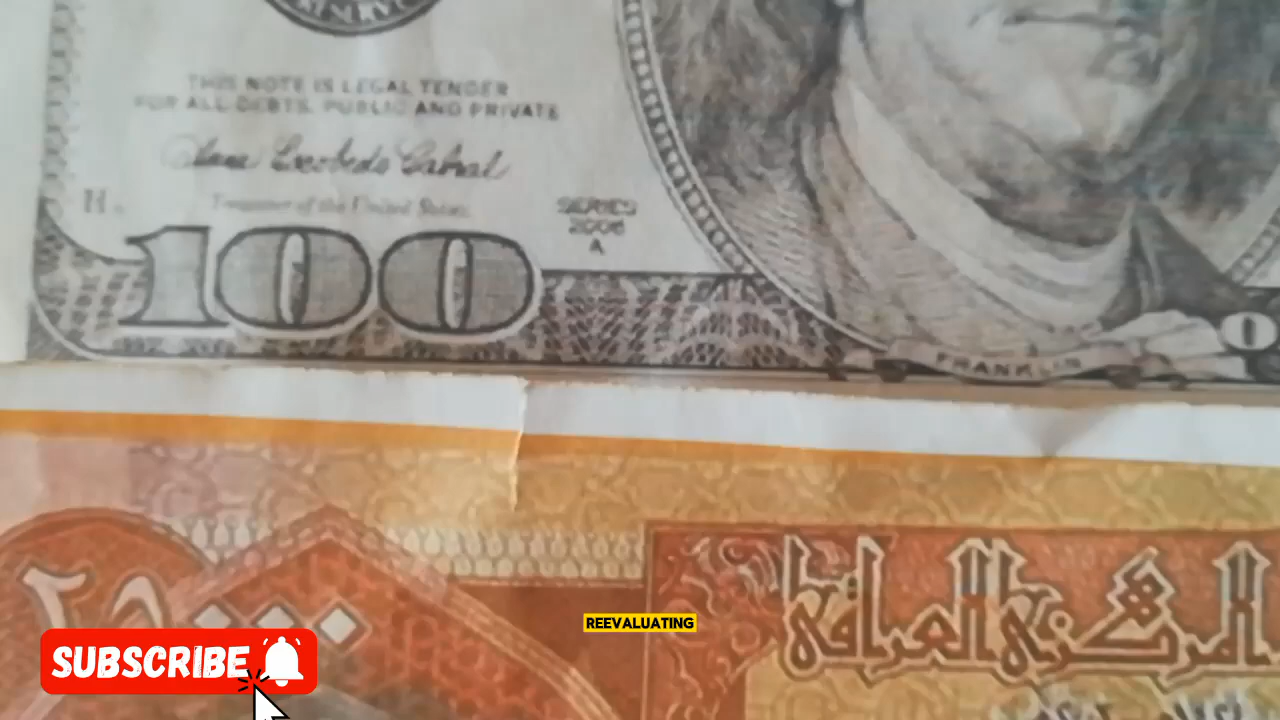 THIS NOTE IS LEGAL TENDER
FOR ALL DEBTS, PUBLIC AND PRIVATE
Treasurer of the United States.
100
SERIES
2006
A
FRANKLIN
٢٥٠٠٠
المركزي العراقي
REEVALUATING
SUBSCRIBE